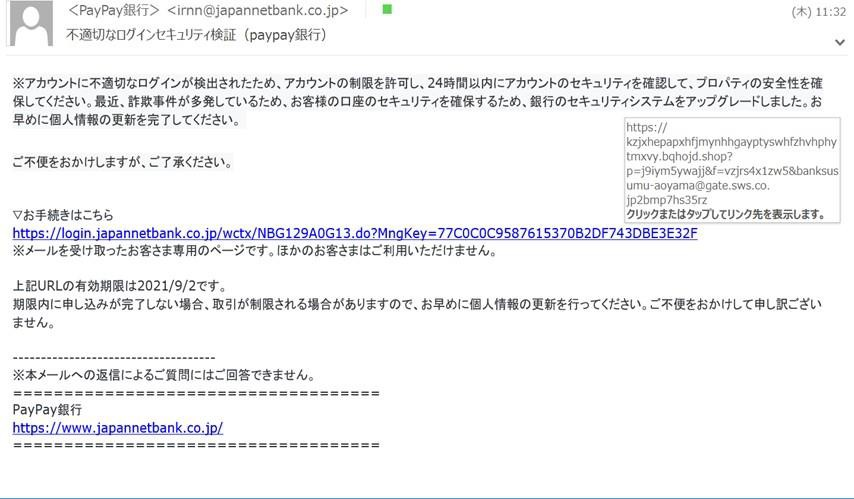 ＜PayPay銀行＞ <irnn@japannetbank.co.jp>
(木) 11:32
不適切なログインセキュリティ検証（paypay銀行）
※アカウントに不適切なログインが検出されたため、アカウントの制限を許可し、24時間以内にアカウントのセキュリティを確認して、プロパティの安全性を確
保してください。最近、詐欺事件が多発しているため、お客様の口座のセキュリティを確保するため、銀行のセキュリティシステムをアップグレードしました。お
早めに個人情報の更新を完了してください。
ご不便をおかけしますが、ご了承ください。
https://
kzjxhepapxhfjmynhhgayptyswhfzhvhphy
tmxvy.bqhojd.shop?
p=j9iym5ywajj&f=vzjrs4x1zw5&banksus
umu-aoyama@gate.sws.co.
jp2bmp7hs35rz
クリックまたはタップしてリンク先を表示します。
▽お手続きはこちら
https://login.japannetbank.co.jp/wctx/NBG129A0G13.do?MngKey=77C0C0C9587615370B2DF743DBE3E32F
※メールを受け取ったお客さま専用のページです。ほかのお客さまはご利用いただけません。
上記URLの有効期限は2021/9/2です。
期限内に申し込みが完了しない場合、取引が制限される場合がありますので、お早めに個人情報の更新を行ってください。ご不便をおかけして申し訳ござい
ません。
------------------------------------
※本メールへの返信によるご質問にはご回答できません。
====================================
PayPay銀行
https://www.japannetbank.co.jp/
====================================